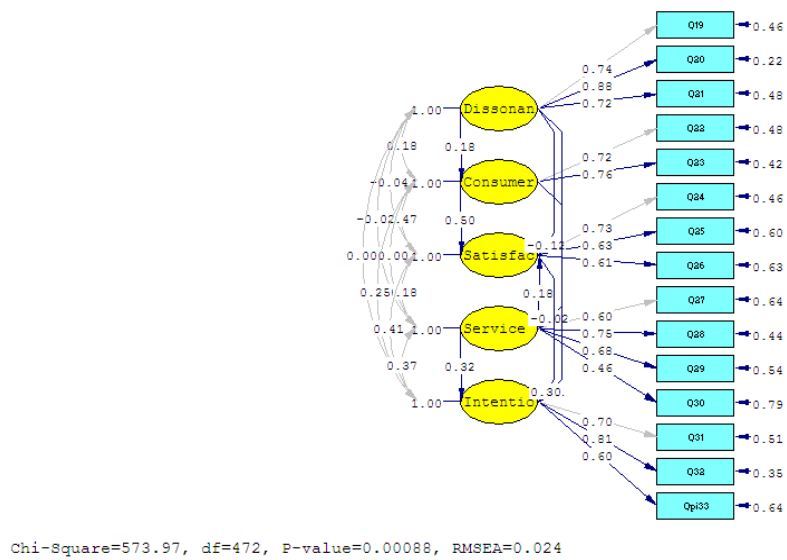 Q19
0.46
Q20
0.22
0.74
0.88
0.72
Q21
0.48
1.00
Dissonan
Q22
0.48
0.18
0.18
0.72
0.76
Q23
0.42
-0.04
1.00
Consumer
Q24
0.46
-0.02
0.47
0.50
0.73
0.63
0.61
Q25
0.60
0.00
0.00
1.00
Satisfac
-0.12
Q26
0.63
0.25
0.18
0.18
Q27
0.64
0.41
1.00
Service
-0.02
0.60
0.75
0.68
0.46
Q28
0.44
0.37
0.32
Q29
0.54
1.00
Intentio
0.30
Q30
0.79
0.70
0.81
0.60
Q31
0.51
Q32
0.35
Qpi33
0.64
Chi-Square=573.97, df=472, P-value=0.00088, RMSEA=0.024